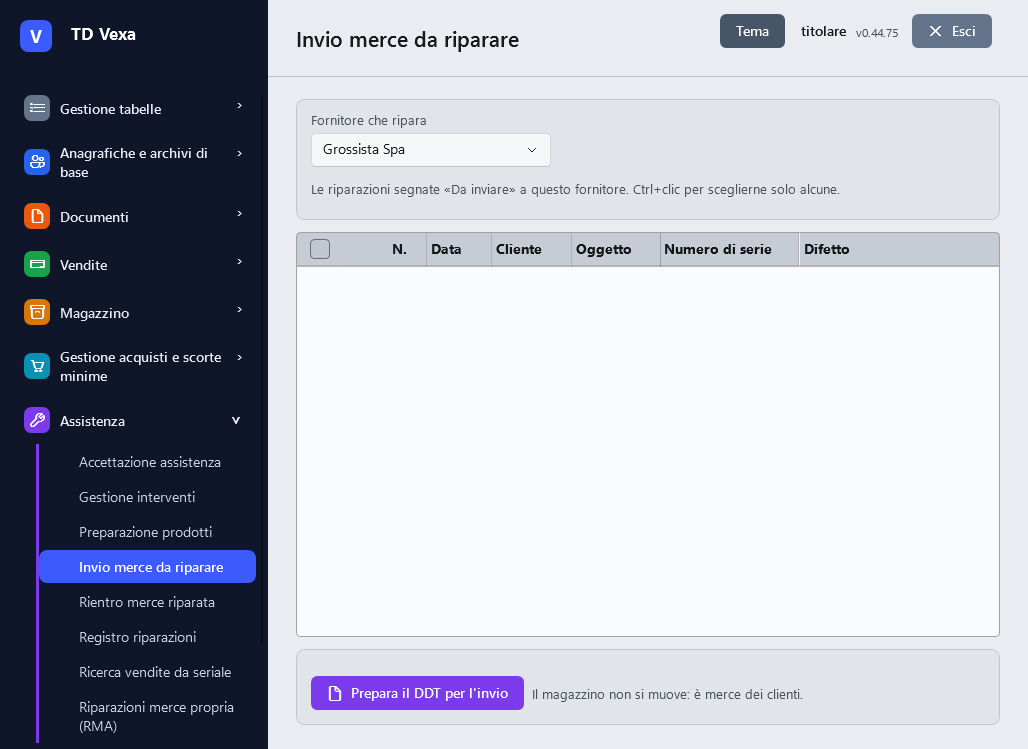 V
TD Vexa
Gestione tabelle
Anagrafiche e archivi di
base
Documenti
Vendite
Magazzino
Gestione acquisti e scorte
minime
Assistenza
Accettazione assistenza
Gestione interventi
Preparazione prodotti
Invio merce da riparare
Rientro merce riparata
Registro riparazioni
Ricerca vendite da seriale
Riparazioni merce propria
(RMA)
Invio merce da riparare
Tema titolare v0.44.75 Esci
Fornitore che ripara
Grossista Spa
Le riparazioni segnate «Da inviare» a questo fornitore. Ctrl+clic per sceglierne solo alcune.
N. Data Cliente Oggetto Numero di serie Difetto
Prepara il DDT per l'invio Il magazzino non si muove: è merce dei clienti.